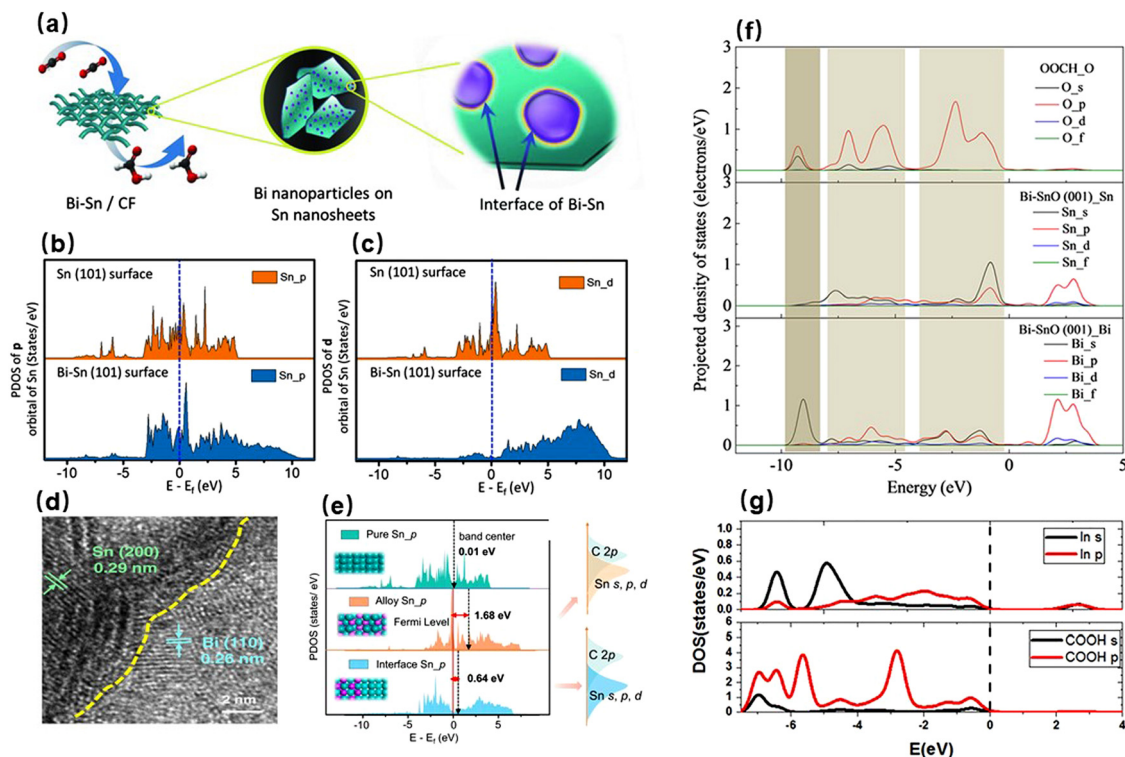 (a)
Bi-Sn / CF
Bi nanoparticles on
Sn nanosheets
Interface of Bi-Sn
(b)
Sn (101) surface
Sn_p
Bi-Sn (101) surface
Sn_p
PDOS of p
orbital of Sn (States/ eV)
-10 -5 0 5 10
E - Ef (eV)
(c)
Sn (101) surface
Sn_d
Bi-Sn (101) surface
Sn_d
PDOS of d
orbital of Sn (States/ eV)
-10 -5 0 5 10
E - Ef (eV)
(d)
Sn (200)
0.29 nm
Bi (110)
0.26 nm
2 nm
(e)
Pure Sn_p
band center
0.01 eV
Alloy Sn_p
1.68 eV
Fermi Level
Interface Sn_p
0.64 eV
PDOS (states/ eV)
-10 -5 0 5 10
E - Ef (eV)
C 2p
Sn s, p, d
C 2p
Sn s, p, d
(f)
3
2
1
0
OOCH_O
O_s
O_p
O_d
O_f
3
2
1
0
Bi-SnO (001)_Sn
Sn_s
Sn_p
Sn_d
Sn_f
3
2
1
0
Bi-SnO (001)_Bi
Bi_s
Bi_p
Bi_d
Bi_f
Projected density of states (electrons/eV)
-10 -5 0 5
Energy (eV)
(g)
1.2
1.0
0.8
0.6
0.4
0.2
0.0
In s
In p
6
5
4
3
2
1
0
COOH s
COOH p
DOS(states/eV)
-6 -4 -2 0 2 4
E(eV)